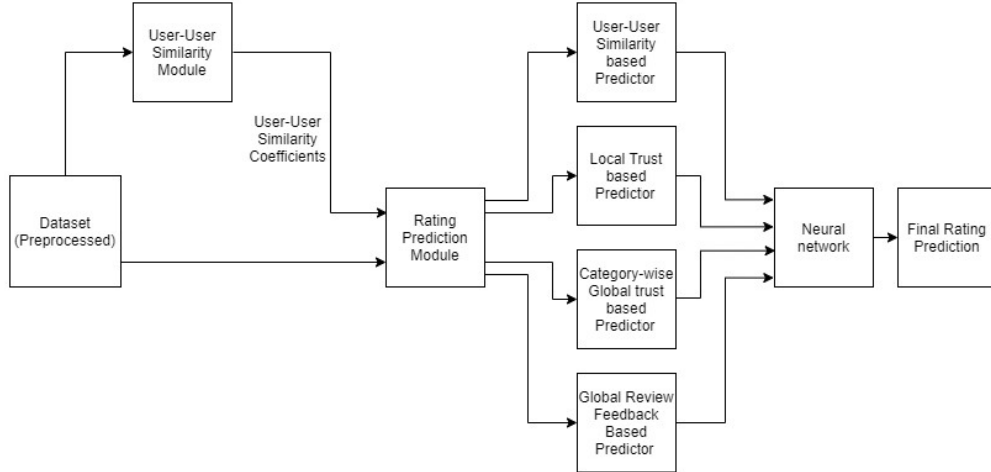 User-User
Similarity
Module
User-User
Similarity
Coefficients
Dataset
(Preprocessed)
Rating
Prediction
Module
User-User
Similarity
based
Predictor
Local Trust
based
Predictor
Category-wise
Global trust
based
Predictor
Global Review
Feedback
Based
Predictor
Neural
network
Final Rating
Prediction